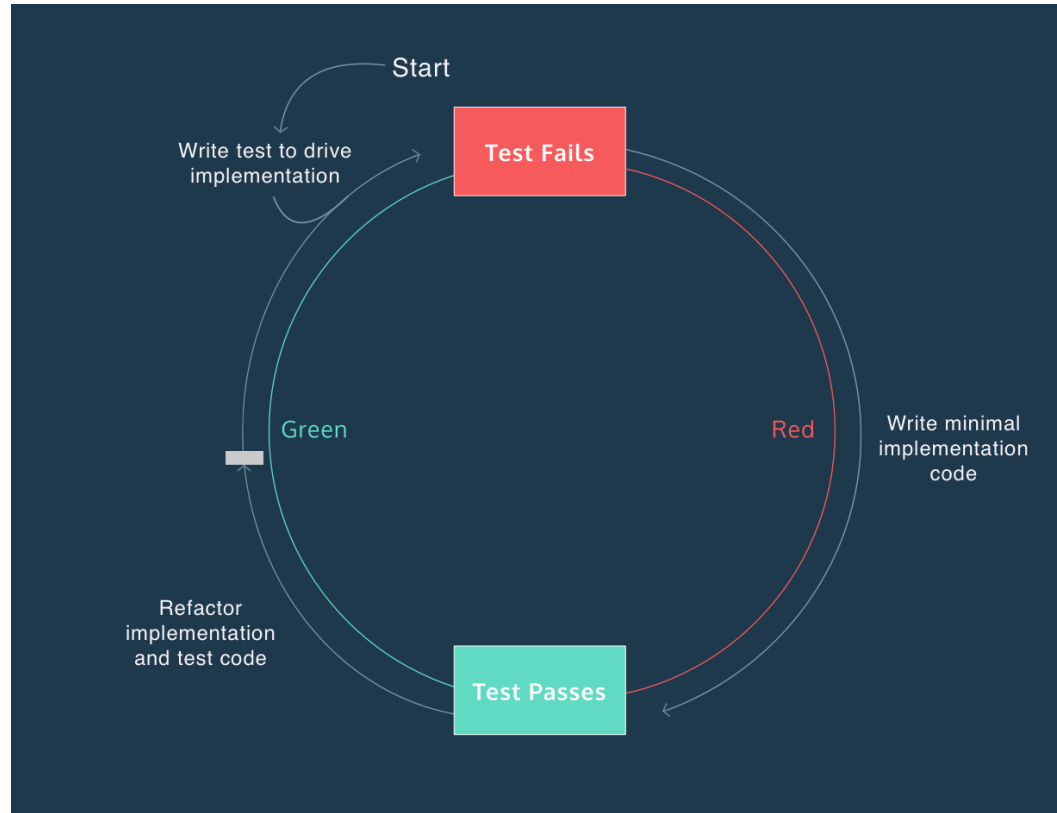 Start
Write test to drive
implementation
Test Fails
Green
Red
Write minimal
implementation
code
Refactor
implementation
and test code
Test Passes